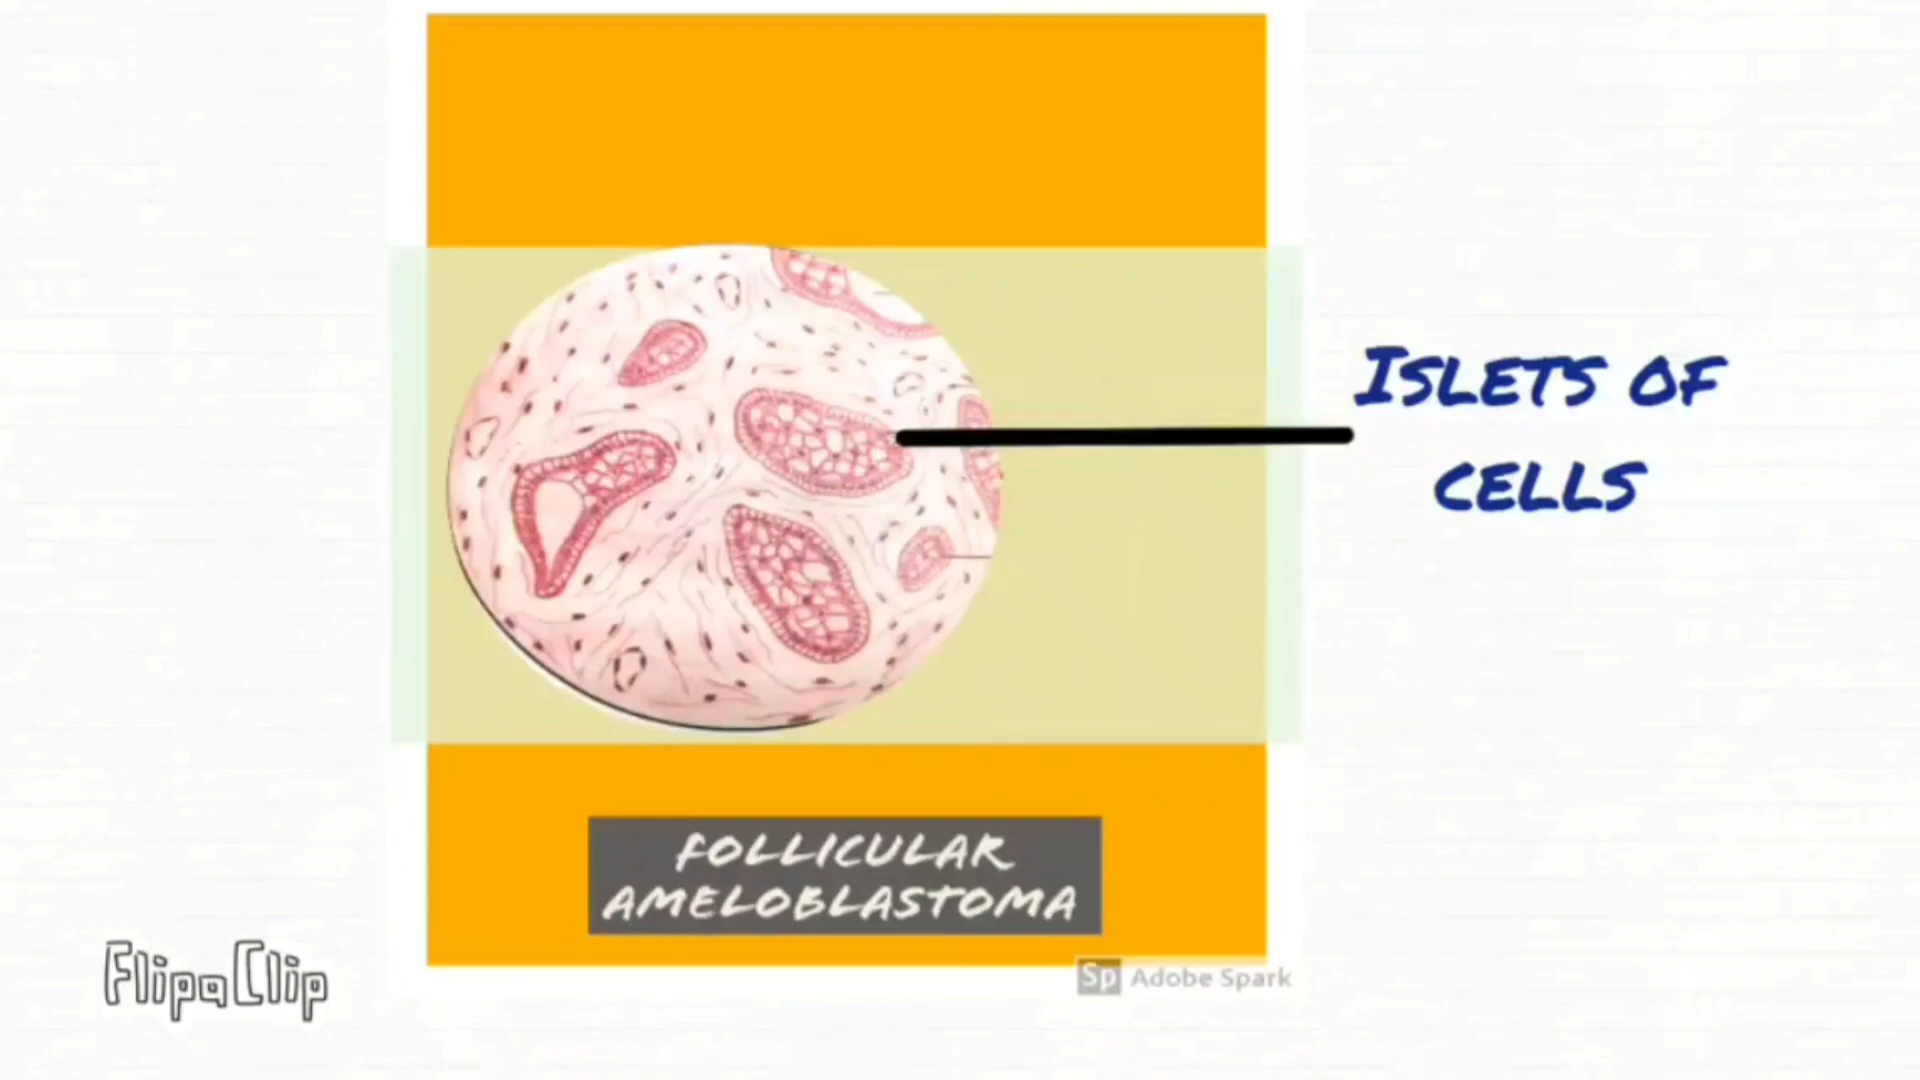 ISLETS OF
CELLS
FOLLICULAR
AMELOBLASTOMA
FlipaClip
Sp Adobe Spark